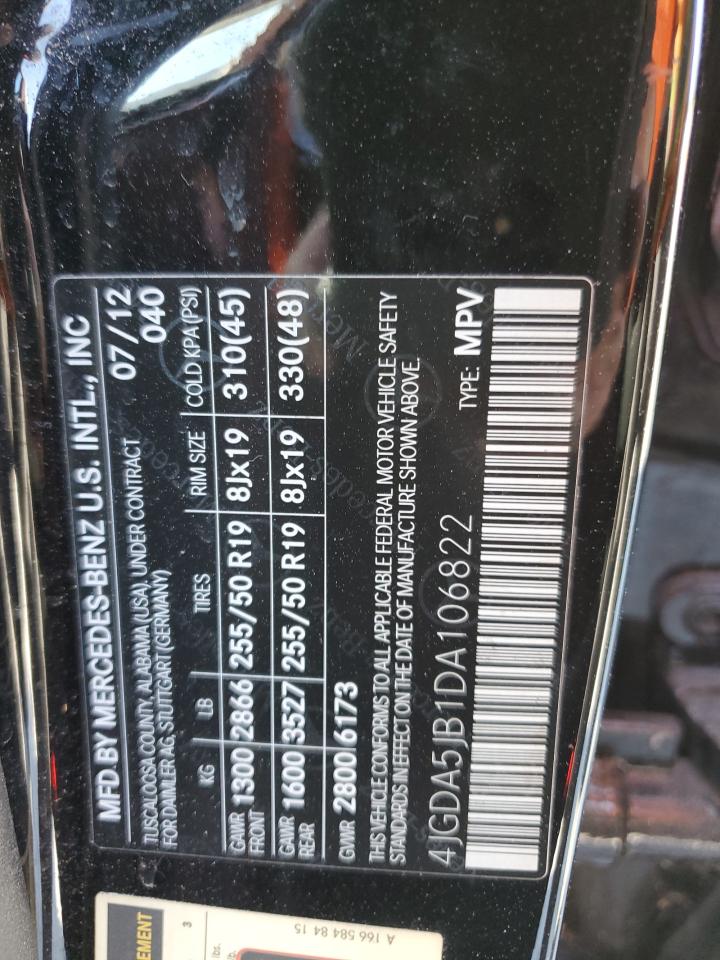 MFD.BY MERCEDES-BENZ U.S. INTL., INC
TUSCALOOSA COUNTY, ALABAMA (USA), UNDER CONTRACT 07/12
FOR DAIMLER AG, STUTTGART (GERMANY) 040
KG LB TIRES RIM SIZE COLD KPA(PSI)
GAWR FRONT 1300 2866 255/50 R19 8Jx19 310(45)
GAWR REAR 1600 3527 255/50 R19 8Jx19 330(48)
GVWR 2800 6173
THIS VEHICLE CONFORMS TO ALL APPLICABLE FEDERAL MOTOR VEHICLE SAFETY
STANDARDS IN EFFECT ON THE DATE OF MANUFACTURE SHOWN ABOVE.
4JGDA5JB1DA106822 TYPE: MPV
EMENT
3
lbs.
lb.
A 166 584 84 15